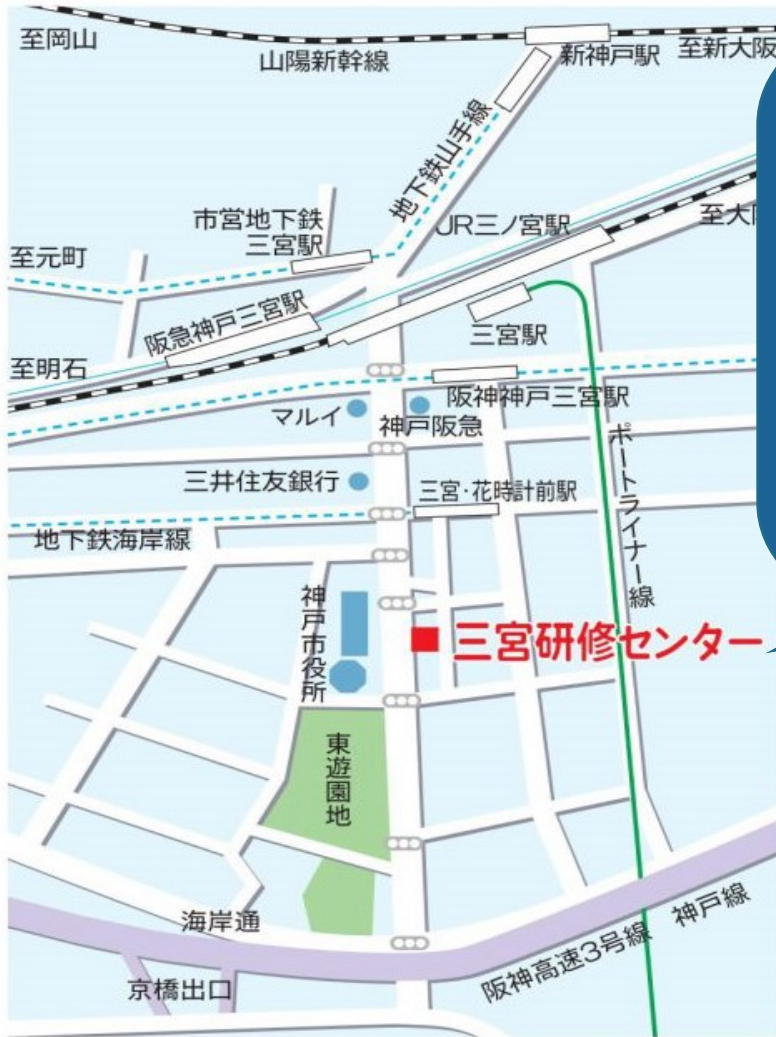 至岡山
山陽新幹線
新神戸駅
至新大阪
地下鉄山手線
市営地下鉄
三宮駅
JR三ノ宮駅
至大
至元町
阪急神戸三宮駅
三宮駅
至明石
阪神神戸三宮駅
マルイ
神戸阪急
ポートライナー線
三井住友銀行
三宮・花時計前駅
地下鉄海岸線
神戸市役所
三宮研修センター
東遊園地
海岸通
阪神高速3号線 神戸線
京橋出口